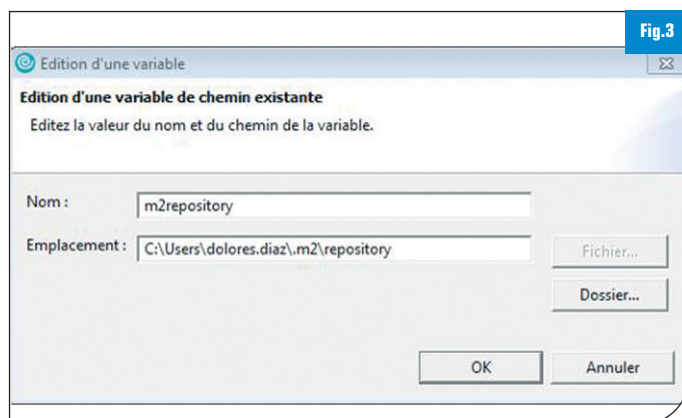 Fig.3
Edition d'une variable
Edition d'une variable de chemin existante
Editez la valeur du nom et du chemin de la variable.
Nom :
m2repository
Emplacement :
C:\Users\dolores.diaz\.m2\repository
Fichier...
Dossier...
OK
Annuler